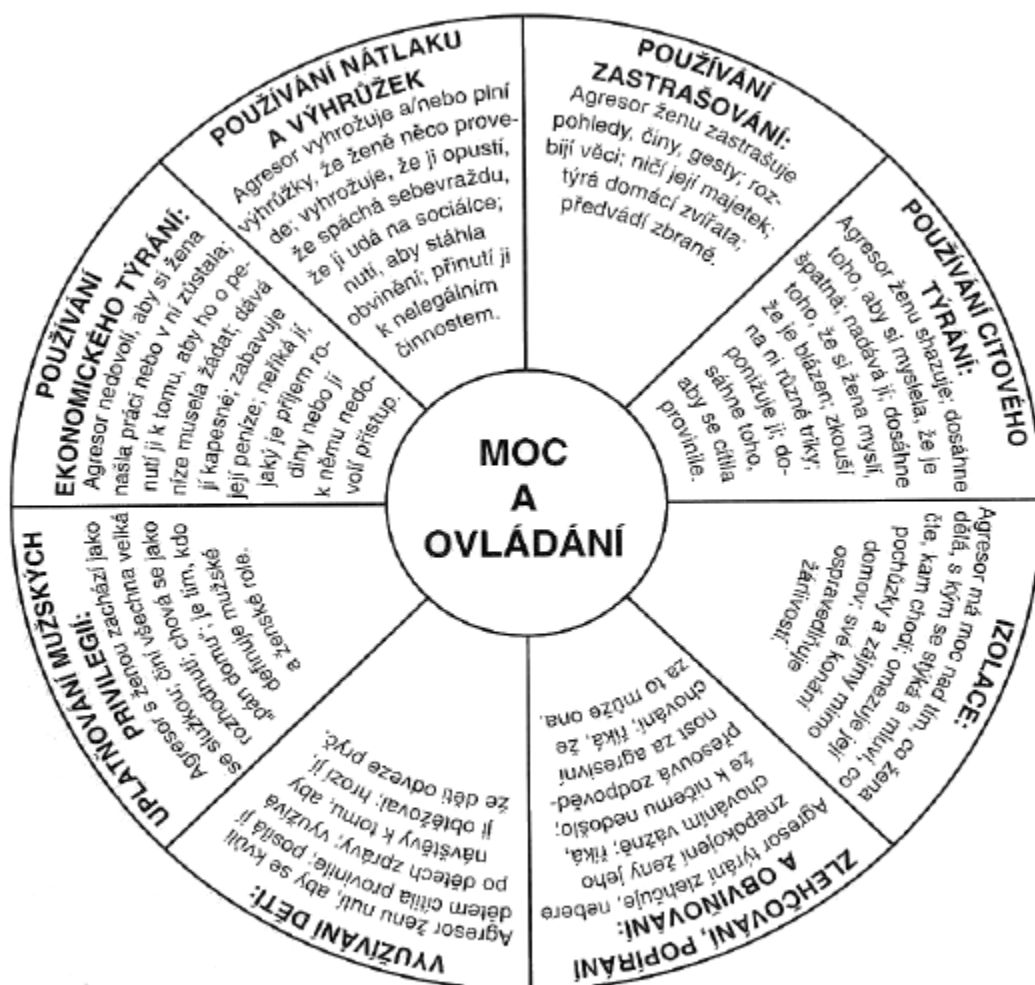 MOC
A
OVLÁDÁNÍ
POUŽÍVÁNÍ NÁTLAKU
A VÝHRŮŽEK
Agresor vyhrožuje a/nebo plní
výhrůžky, že ženě něco prove-
de; vyhrožuje, že ji opustí,
že spáchá sebevraždu,
že ji udá na sociálce;
nutí, aby stáhla
obvinění; přinutí ji
k nelegálním
činnostem.
POUŽÍVÁNÍ
ZASTRAŠOVÁNÍ:
Agresor ženu zastrašuje
pohledy, činy, gesty; roz-
bijí věci; ničí její majetek;
týrá domácí zvířala;
předvádí zbraně.
POUŽÍVÁNÍ CITOVÉHO
TÝRÁNÍ:
Agresor ženu shazuje; dosáhne
toho, aby si myslela, že je
špatná; nadává jí; dosáhne
toho, že si žena myslí,
že je blázen; zkouší
na ni různé triky;
ponižuje ji; do-
sáhne toho,
aby se cítila
provinile.
IZOLACE:
Agresor má moc nad tím, co žena
dělá, s kým se stýká a mluví, co
čte, kam chodí; omezuje její
pochůzky a zájmy mimo
domov; své konání
ospravedlňuje
žárlivostí;
ZLEHČOVÁNÍ, POPÍRÁNÍ
A OBVIŇOVÁNÍ:
Agresor týrání zlehčuje, nebere
znepokojení ženy jeho
chováním vážně; říká,
že k ničemu nedošlo;
přesouvá zodpověd-
nost za agresivní
chování; říká, že
za to může ona.
VYUŽÍVÁNÍ DĚTÍ:
Agresor ženu nutí, aby se kvůli
dětem cítila provinile; posílá jí
po dětech zprávy; využívá
návštěvy k tomu, aby
ji obtěžoval; hrozí jí,
že děti odveze pryč.
UPLATŇOVÁNÍ MUŽSKÝCH
PRIVILEGIÍ:
Agresor s ženou zachází jako
se služkou; činí všechna velká
rozhodnutí; chová se jako
„pán domu“; je tím, kdo
definuje mužské
a ženské role.
POUŽÍVÁNÍ
EKONOMICKÉHO TÝRÁNÍ:
Agresor nedovolí, aby si žena
našla práci nebo v ní zůstala;
nutí ji k tomu, aby ho o pe-
níze musela žádat; dává
jí kapesné; zabavuje
její peníze; neříká jí,
jaký je příjem ro-
diny nebo jí
k němu nedo-
volí přístup.